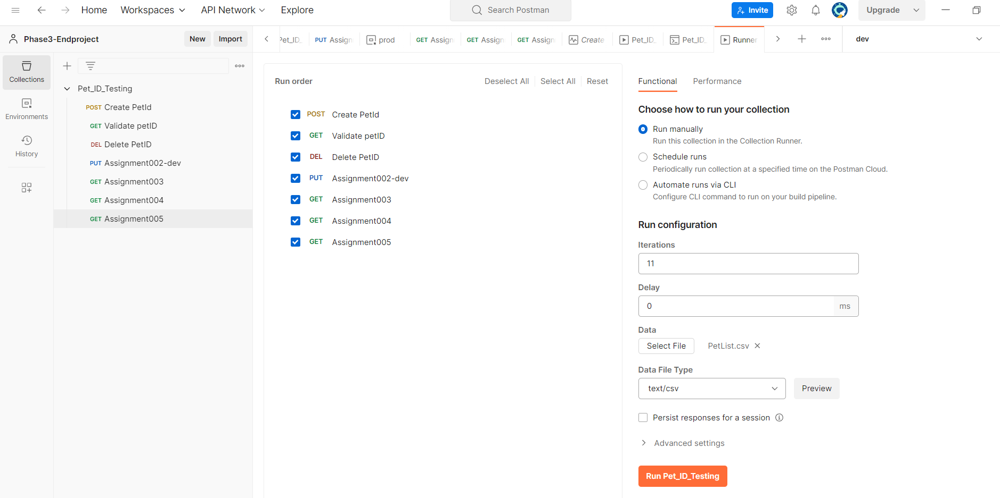 Home Workspaces API Network Explore Search Postman Invite Upgrade
Phase3-Endproject New Import
Pet_ID_ PUT Assign prod GET Assign GET Assign GET Assign Create Pet_ID_ Pet_ID_ Runner dev
Collections
Environments
History
Pet_ID_Testing
POST Create PetId
GET Validate petID
DEL Delete PetID
PUT Assignment002-dev
GET Assignment003
GET Assignment004
GET Assignment005
Run order Deselect All Select All Reset
POST Create PetId
GET Validate petID
DEL Delete PetID
PUT Assignment002-dev
GET Assignment003
GET Assignment004
GET Assignment005
Functional Performance
Choose how to run your collection
Run manually
Run this collection in the Collection Runner.
Schedule runs
Periodically run collection at a specified time on the Postman Cloud.
Automate runs via CLI
Configure CLI command to run on your build pipeline.
Run configuration
Iterations
11
Delay
0 ms
Data
Select File PetList.csv
Data File Type
text/csv Preview
Persist responses for a session
Advanced settings
Run Pet_ID_Testing